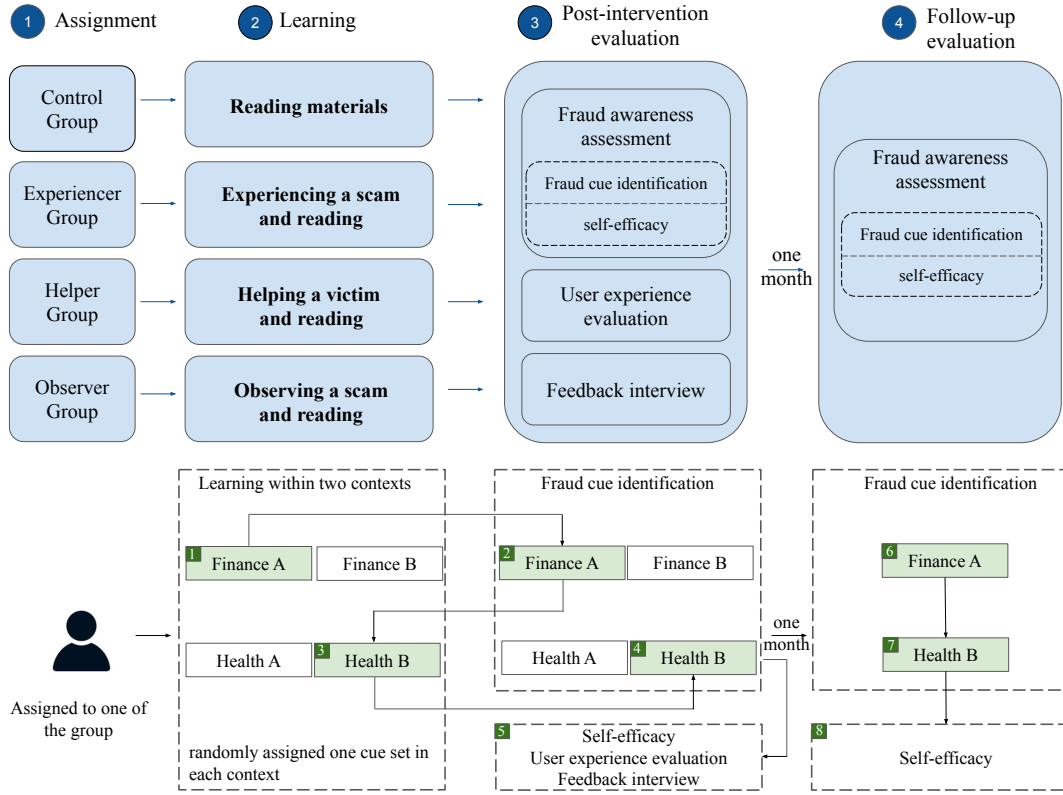 1 Assignment
2 Learning
3 Post-intervention
evaluation
4 Follow-up
evaluation
Control
Group
Reading materials
Experiencer
Group
Experiencing a scam
and reading
Helper
Group
Helping a victim
and reading
Observer
Group
Observing a scam
and reading
Fraud awareness
assessment
Fraud cue identification
self-efficacy
User experience
evaluation
Feedback interview
one
month
Fraud awareness
assessment
Fraud cue identification
self-efficacy
Assigned to one of
the group
Learning within two contexts
1 Finance A
Finance B
Health A
3 Health B
randomly assigned one cue set in
each context
Fraud cue identification
2 Finance A
Finance B
Health A
4 Health B
5 Self-efficacy
User experience evaluation
Feedback interview
one
month
Fraud cue identification
6 Finance A
7 Health B
8 Self-efficacy